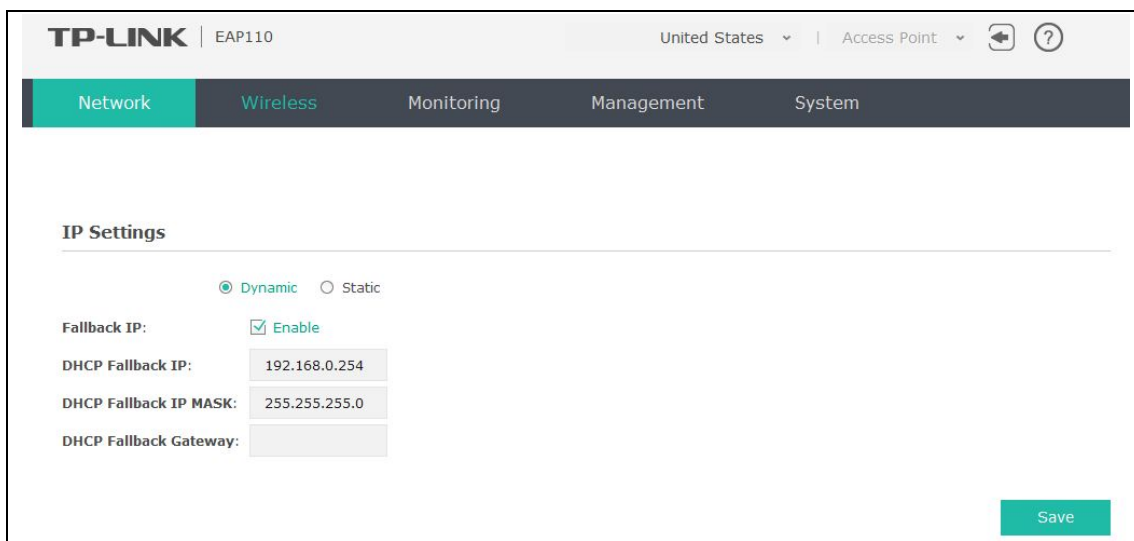 TP-LINK | EAP110 United States | Access Point ?
Network Wireless Monitoring Management System
IP Settings
Dynamic Static
Fallback IP: Enable
DHCP Fallback IP: 192.168.0.254
DHCP Fallback IP MASK: 255.255.255.0
DHCP Fallback Gateway:
Save